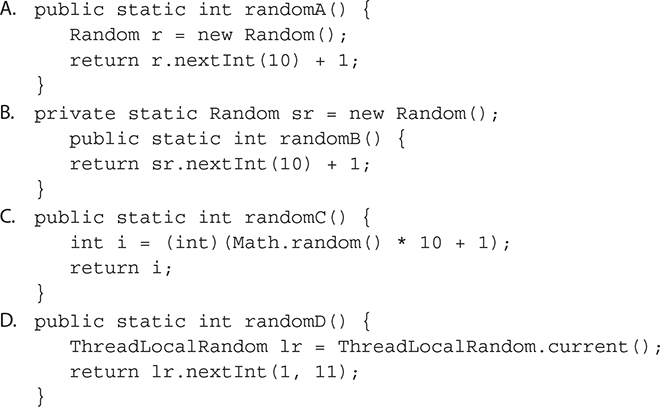 A. public static int randomA() {
Random r = new Random();
return r.nextInt(10) + 1;
}
B. private static Random sr = new Random();
public static int randomB() {
return sr.nextInt(10) + 1;
}
C. public static int randomC() {
int i = (int)(Math.random() * 10 + 1);
return i;
}
D. public static int randomD() {
ThreadLocalRandom lr = ThreadLocalRandom.current();
return lr.nextInt(1, 11);
}